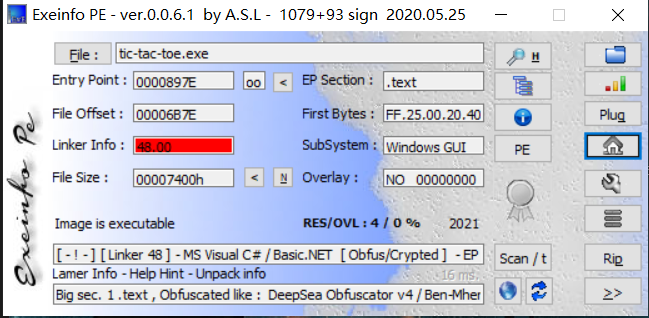 Exeinfo PE - ver.0.0.6.1 by A.S.L - 1079+93 sign 2020.05.25
File : tic-tac-toe.exe H
Entry Point : 0000897E oo < EP Section : .text
File Offset : 00006B7E First Bytes : FF.25.00.20.40 Plug
Linker Info : 48.00 SubSystem : Windows GUI PE
File Size : 00007400h < N Overlay : NO 00000000
Image is executable RES/OVL : 4 / 0 % 2021
[ - ! - ] [ Linker 48 ] - MS Visual C# / Basic.NET [ Obfus/Crypted ] - EP Scan / t Rip
Lamer Info - Help Hint - Unpack info 16 ms.
Big sec. 1 .text , Obfuscated like : DeepSea Obfuscator v4 / Ben-Mher >>
Exeinfo Pe